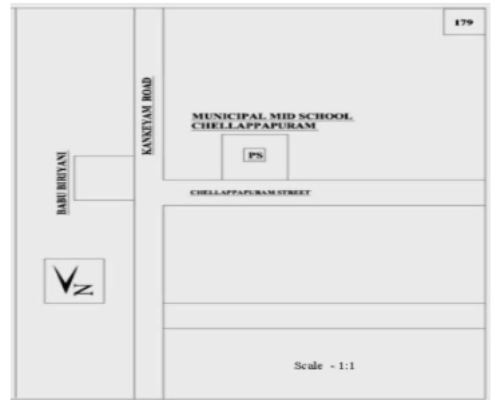 179
KANKEYAM ROAD
MUNICIPAL MID SCHOOL
CHELLAPPAPURAM
PS
BABU BIRIYANI
CHELLAPPAPURAM STREET
N
Scale - 1:1